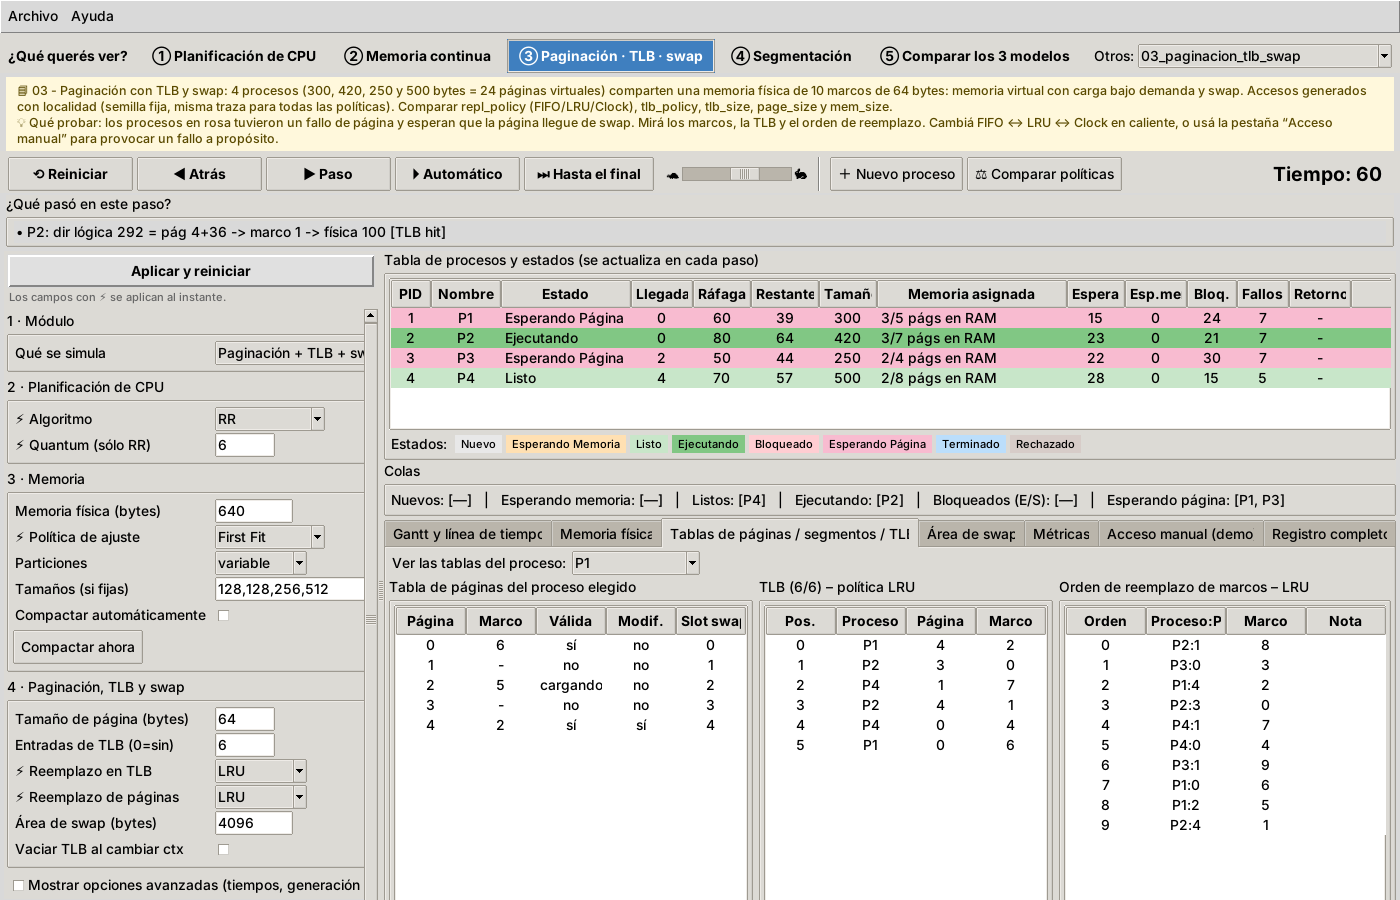 Archivo Ayuda
¿Qué querés ver? ① Planificación de CPU ② Memoria continua ③ Paginación · TLB · swap ④ Segmentación ⑤ Comparar los 3 modelos Otros: 03_paginacion_tlb_swap
03 - Paginación con TLB y swap: 4 procesos (300, 420, 250 y 500 bytes = 24 páginas virtuales) comparten una memoria física de 10 marcos de 64 bytes: memoria virtual con carga bajo demanda y swap. Accesos generados
con localidad (semilla fija, misma traza para todas las políticas). Comparar repl_policy (FIFO/LRU/Clock), tlb_policy, tlb_size, page_size y mem_size.
💡 Qué probar: los procesos en rosa tuvieron un fallo de página y esperan que la página llegue de swap. Mirá los marcos, la TLB y el orden de reemplazo. Cambiá FIFO ↔ LRU ↔ Clock en caliente, o usá la pestaña “Acceso
manual” para provocar un fallo a propósito.
⟲ Reiniciar ◀ Atrás ▶ Paso ⏵ Automático ⏭ Hasta el final + Nuevo proceso ⚖ Comparar políticas Tiempo: 60
¿Qué pasó en este paso?
• P2: dir lógica 292 = pág 4+36 -> marco 1 -> física 100 [TLB hit]
Aplicar y reiniciar
Los campos con ⚡ se aplican al instante.
1 · Módulo
Qué se simula Paginación + TLB + sw
2 · Planificación de CPU
⚡ Algoritmo RR
⚡ Quantum (sólo RR) 6
3 · Memoria
Memoria física (bytes) 640
⚡ Política de ajuste First Fit
Particiones variable
Tamaños (si fijas) 128,128,256,512
Compactar automáticamente
Compactar ahora
4 · Paginación, TLB y swap
Tamaño de página (bytes) 64
Entradas de TLB (0=sin) 6
⚡ Reemplazo en TLB LRU
⚡ Reemplazo de páginas LRU
Área de swap (bytes) 4096
Vaciar TLB al cambiar ctx
Mostrar opciones avanzadas (tiempos, generación
Tabla de procesos y estados (se actualiza en cada paso)
PID Nombre Estado Llegada Ráfaga Restante Tamañ Memoria asignada Espera Esp.me Bloq. Fallos Retorno
1 P1 Esperando Página 0 60 39 300 3/5 págs en RAM 15 0 24 7 -
2 P2 Ejecutando 0 80 64 420 3/7 págs en RAM 23 0 21 7 -
3 P3 Esperando Página 2 50 44 250 2/4 págs en RAM 22 0 30 7 -
4 P4 Listo 4 70 57 500 2/8 págs en RAM 28 0 15 5 -
Estados: Nuevo Esperando Memoria Listo Ejecutando Bloqueado Esperando Página Terminado Rechazado
Colas
Nuevos: [—] | Esperando memoria: [—] | Listos: [P4] | Ejecutando: [P2] | Bloqueados (E/S): [—] | Esperando página: [P1, P3]
Gantt y línea de tiempo Memoria física Tablas de páginas / segmentos / TLB Área de swap Métricas Acceso manual (demo Registro completo
Ver las tablas del proceso: P1
Tabla de páginas del proceso elegido
Página Marco Válida Modif. Slot swap
0 6 sí no 0
1 - no no 1
2 5 cargando no 2
3 - no no 3
4 2 sí sí 4
TLB (6/6) – política LRU
Pos. Proceso Página Marco
0 P1 4 2
1 P2 3 0
2 P4 1 7
3 P2 4 1
4 P4 0 4
5 P1 0 6
Orden de reemplazo de marcos – LRU
Orden Proceso:P Marco Nota
0 P2:1 8
1 P3:0 3
2 P1:4 2
3 P2:3 0
4 P4:1 7
5 P4:0 4
6 P3:1 9
7 P1:0 6
8 P1:2 5
9 P2:4 1